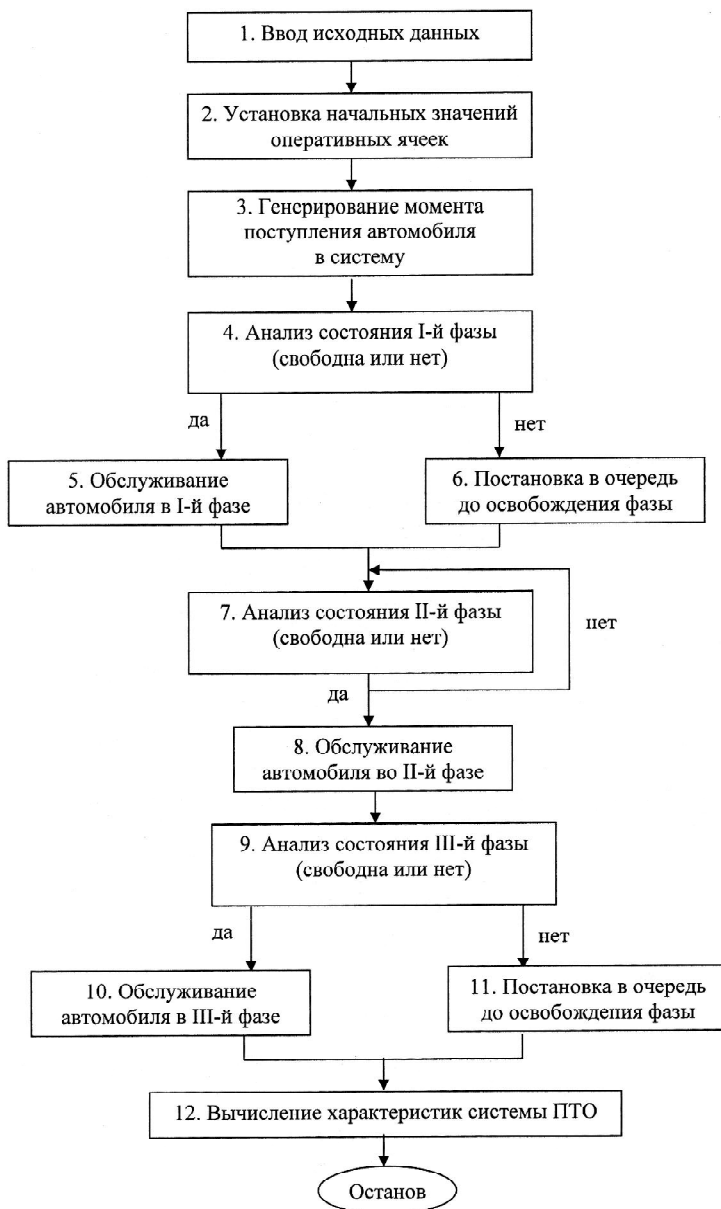 1. Ввод исходных данных
2. Установка начальных значений
оперативных ячеек
3. Генерирование момента
поступления автомобиля
в систему
4. Анализ состояния I-й фазы
(свободна или нет)
да
нет
5. Обслуживание
автомобиля в I-й фазе
6. Постановка в очередь
до освобождения фазы
7. Анализ состояния II-й фазы
(свободна или нет)
нет
да
8. Обслуживание
автомобиля во II-й фазе
9. Анализ состояния III-й фазы
(свободна или нет)
да
нет
10. Обслуживание
автомобиля в III-й фазе
11. Постановка в очередь
до освобождения фазы
12. Вычисление характеристик системы ПТО
Останов